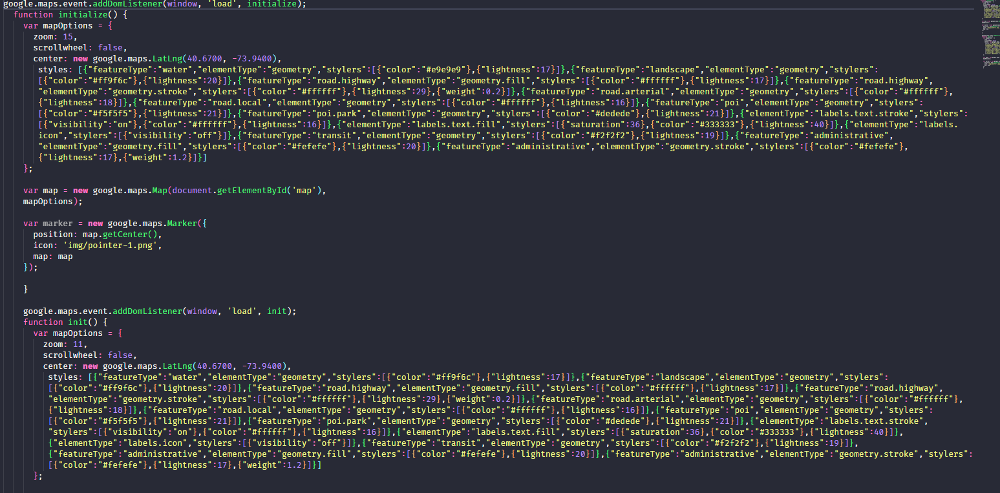 google.maps.event.addDomListener(window, 'load', initialize);
function initialize() {
var mapOptions = {
zoom: 15,
scrollwheel: false,
center: new google.maps.LatLng(40.6700, -73.9400),
styles: [{"featureType":"water","elementType":"geometry","stylers":[{"color":"#e9e9e9"},{"lightness":17}]},{"featureType":"landscape","elementType":"geometry","stylers":
[{"color":"#ff9f6c"},{"lightness":20}]},{"featureType":"road.highway","elementType":"geometry.fill","stylers":[{"color":"#ffffff"},{"lightness":17}]},{"featureType":"road.highway",
"elementType":"geometry.stroke","stylers":[{"color":"#ffffff"},{"lightness":29},{"weight":0.2}]},{"featureType":"road.arterial","elementType":"geometry","stylers":[{"color":"#ffffff"},
{"lightness":18}]},{"featureType":"road.local","elementType":"geometry","stylers":[{"color":"#ffffff"},{"lightness":16}]},{"featureType":"poi","elementType":"geometry","stylers":
[{"color":"#f5f5f5"},{"lightness":21}]},{"featureType":"poi.park","elementType":"geometry","stylers":[{"color":"#dedede"},{"lightness":21}]},{"elementType":"labels.text.stroke","stylers":
[{"visibility":"on"},{"color":"#ffffff"},{"lightness":16}]},{"elementType":"labels.text.fill","stylers":[{"saturation":36},{"color":"#333333"},{"lightness":40}]},{"elementType":"labels.
icon","stylers":[{"visibility":"off"}]},{"featureType":"transit","elementType":"geometry","stylers":[{"color":"#f2f2f2"},{"lightness":19}]},{"featureType":"administrative",
"elementType":"geometry.fill","stylers":[{"color":"#fefefe"},{"lightness":20}]},{"featureType":"administrative","elementType":"geometry.stroke","stylers":[{"color":"#fefefe"},
{"lightness":17},{"weight":1.2}]}]
};
var map = new google.maps.Map(document.getElementById('map'),
mapOptions);
var marker = new google.maps.Marker({
position: map.getCenter(),
icon: 'img/pointer-1.png',
map: map
});
}
google.maps.event.addDomListener(window, 'load', init);
function init() {
var mapOptions = {
zoom: 11,
scrollwheel: false,
center: new google.maps.LatLng(40.6700, -73.9400),
styles: [{"featureType":"water","elementType":"geometry","stylers":[{"color":"#ff9f6c"},{"lightness":17}]},{"featureType":"landscape","elementType":"geometry","stylers":
[{"color":"#ff9f6c"},{"lightness":20}]},{"featureType":"road.highway","elementType":"geometry.fill","stylers":[{"color":"#ffffff"},{"lightness":17}]},{"featureType":"road.highway",
"elementType":"geometry.stroke","stylers":[{"color":"#ffffff"},{"lightness":29},{"weight":0.2}]},{"featureType":"road.arterial","elementType":"geometry","stylers":[{"color":"#ffffff"},
{"lightness":18}]},{"featureType":"road.local","elementType":"geometry","stylers":[{"color":"#ffffff"},{"lightness":16}]},{"featureType":"poi","elementType":"geometry","stylers":
[{"color":"#f5f5f5"},{"lightness":21}]},{"featureType":"poi.park","elementType":"geometry","stylers":[{"color":"#dedede"},{"lightness":21}]},{"elementType":"labels.text.stroke",
"stylers":[{"visibility":"on"},{"color":"#ffffff"},{"lightness":16}]},{"elementType":"labels.text.fill","stylers":[{"saturation":36},{"color":"#333333"},{"lightness":40}]},
{"elementType":"labels.icon","stylers":[{"visibility":"off"}]},{"featureType":"transit","elementType":"geometry","stylers":[{"color":"#f2f2f2"},{"lightness":19}]},
{"featureType":"administrative","elementType":"geometry.fill","stylers":[{"color":"#fefefe"},{"lightness":20}]},{"featureType":"administrative","elementType":"geometry.stroke","stylers":
[{"color":"#fefefe"},{"lightness":17},{"weight":1.2}]}]
};